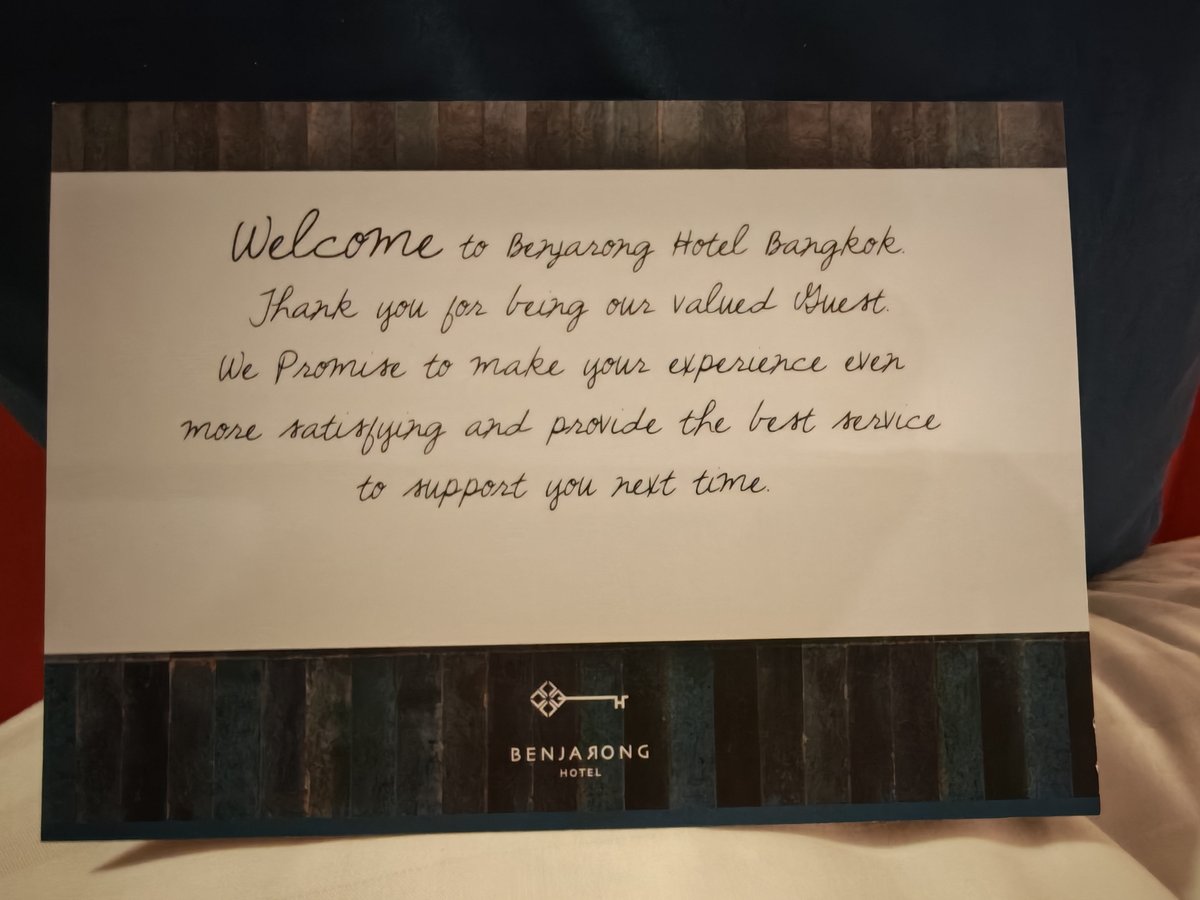 Welcome to Benjarong Hotel Bangkok.
Thank you for being our valued Guest.
We Promise to make your experience even
more satisfying and provide the best service
to support you next time.
BENJARONG
HOTEL